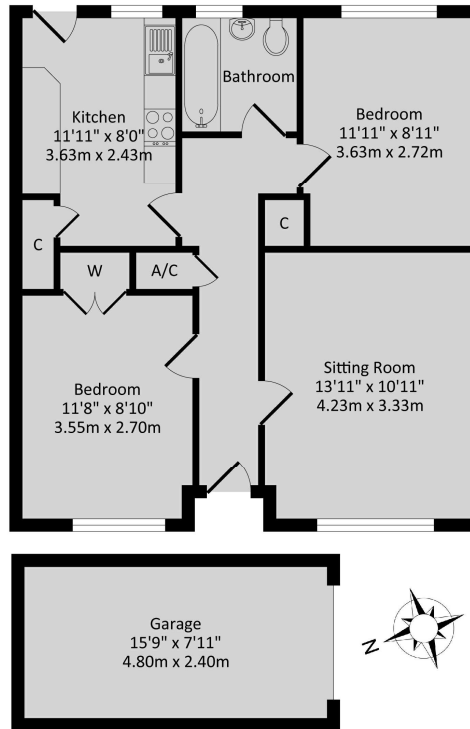 Kitchen
11'11" x 8'0"
3.63m x 2.43m
Bathroom
Bedroom
11'11" x 8'11"
3.63m x 2.72m
C
W
A/C
C
Bedroom
11'8" x 8'10"
3.55m x 2.70m
Sitting Room
13'11" x 10'11"
4.23m x 3.33m
Garage
15'9" x 7'11"
4.80m x 2.40m
N